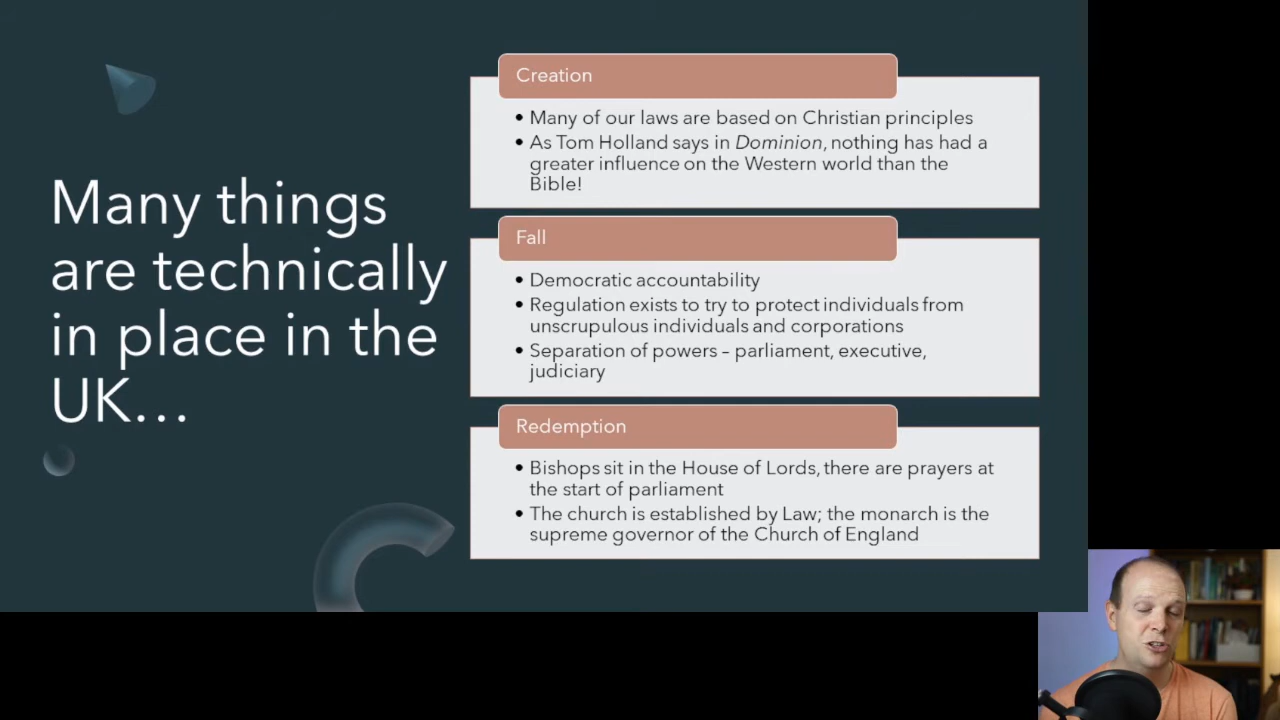 Many things
are technically
in place in the
UK…
Creation
• Many of our laws are based on Christian principles
• As Tom Holland says in Dominion, nothing has had a
greater influence on the Western world than the
Bible!
Fall
• Democratic accountability
• Regulation exists to try to protect individuals from
unscrupulous individuals and corporations
• Separation of powers – parliament, executive,
judiciary
Redemption
• Bishops sit in the House of Lords, there are prayers at
the start of parliament
• The church is established by Law; the monarch is the
supreme governor of the Church of England